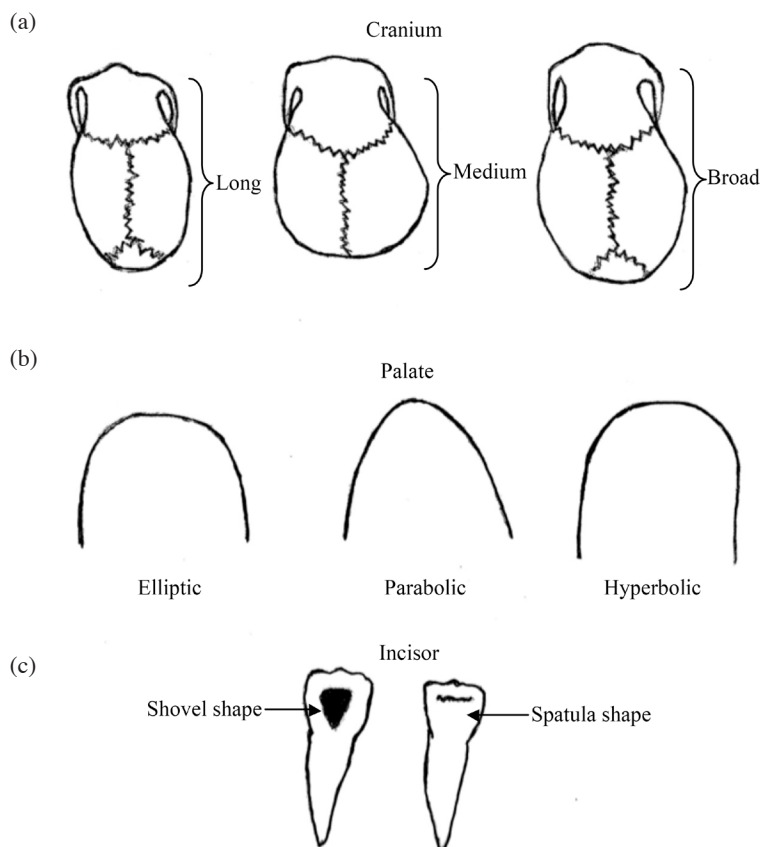 (a)
Cranium
Long
Medium
Broad
(b)
Palate
Elliptic
Parabolic
Hyperbolic
(c)
Incisor
Shovel shape
Spatula shape